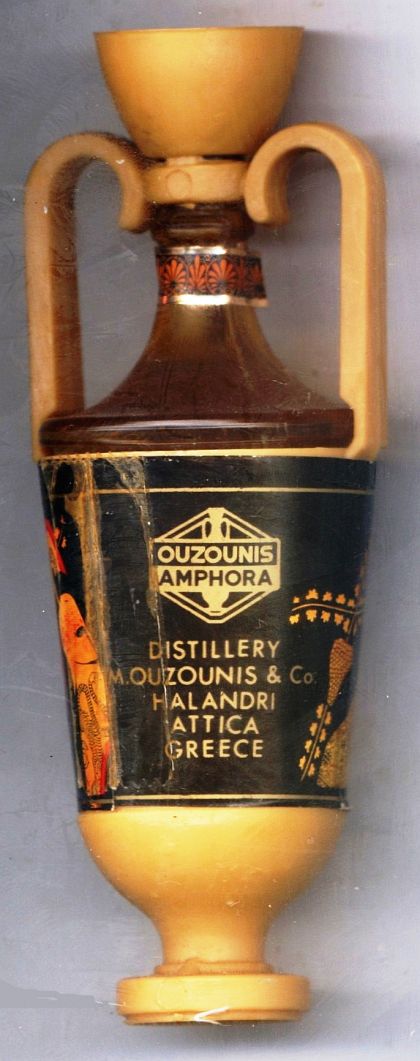 OUZOUNIS
AMPHORA
DISTILLERY
M.OUZOUNIS & Co.
HALANDRI
ATTICA
GREECE